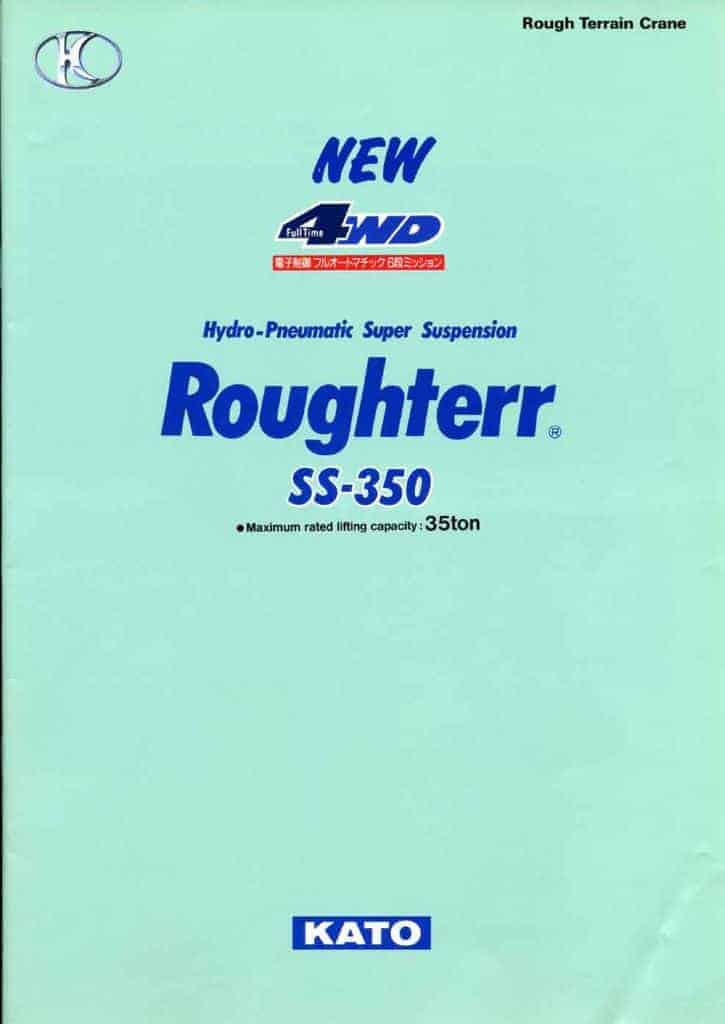 Rough Terrain Crane
NEW
Full Time 4WD
電子制御 フルオートマチック 6段ミッション
Hydro-Pneumatic Super Suspension
Roughterr®
SS-350
●Maximum rated lifting capacity: 35ton
KATO